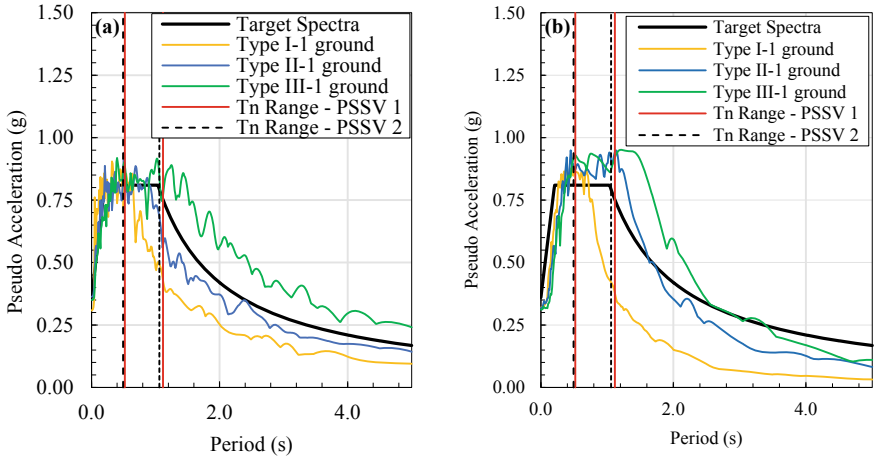 (a)
Target Spectra
Type I-1 ground
Type II-1 ground
Type III-1 ground
Tn Range - PSSV 1
Tn Range - PSSV 2
1.50
1.25
1.00
0.75
0.50
0.25
0.00
Pseudo Acceleration (g)
0.0 2.0 4.0
Period (s)
(b)
Target Spectra
Type I-1 ground
Type II-1 ground
Type III-1 ground
Tn Range - PSSV 1
Tn Range - PSSV 2
1.50
1.25
1.00
0.75
0.50
0.25
0.00
Pseudo Acceleration (g)
0.0 2.0 4.0
Period (s)